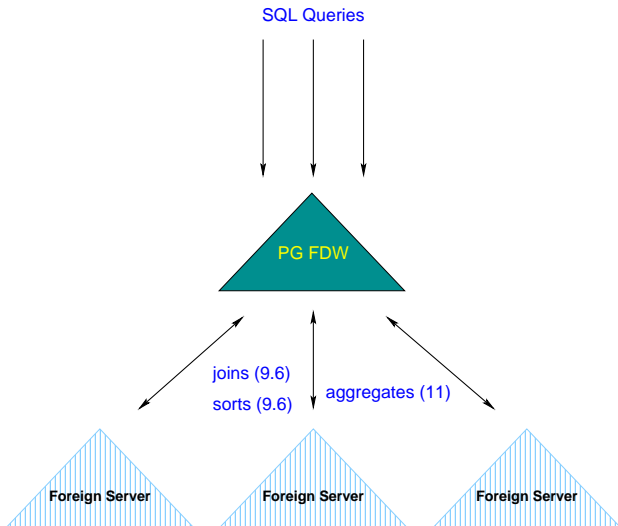 SQL Queries
PG FDW
joins (9.6)
sorts (9.6)
aggregates (11)
Foreign Server
Foreign Server
Foreign Server